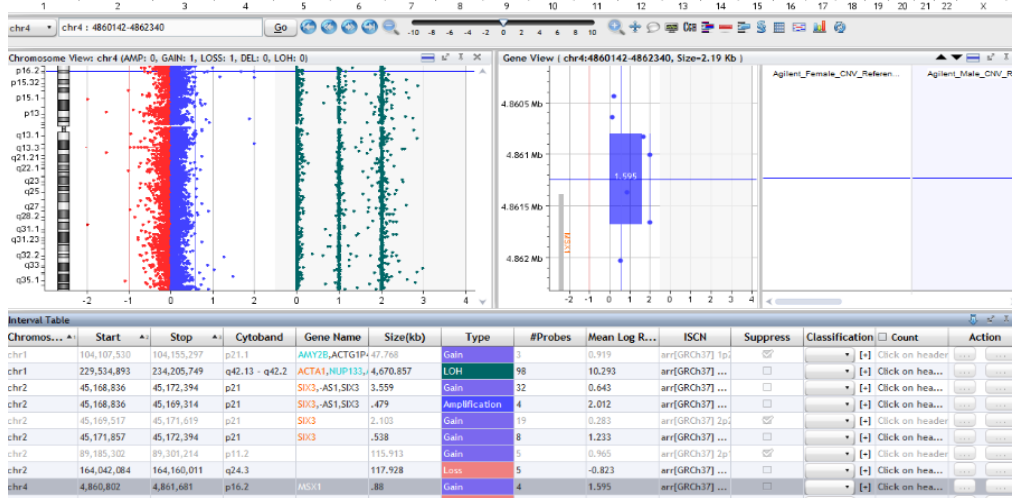 1 2 3 4 5 6 7 8 9 10 11 12 13 14 15 16 17 18 19 20 21 22 X
chr4 chr4 : 4860142-4862340 Go -10 -8 -6 -4 -2 0 2 4 6 8 10
Chromosome View: chr4 (AMP: 0, GAIN: 1, LOSS: 1, DEL: 0, LOH: 0)
p16.2
p15.32
p15.1
p13
q13.1
q13.3
q21.21
q22.1
q23
q25
q27
q28.2
q31.1
q31.23
q32.2
q33
q35.1
-2 -1 0 1 2 0 1 2 3 4
Gene View ( chr4:4860142-4862340, Size=2.19 Kb )
Agilent_Female_CNV_Referen... Agilent_Male_CNV_R
4.8605 Mb
4.861 Mb
1.595
4.8615 Mb
MSX1
4.862 Mb
-2 -1 0 1 2 0 1 2 3 4
Interval Table
Chromos... Start Stop Cytoband Gene Name Size(kb) Type #Probes Mean Log R... ISCN Suppress Classification Count Action
chr1 104,107,530 104,155,297 p21.1 AMY2B,ACTG1P 47.768 Gain 3 0.919 arr[GRCh37] 1p [+] Click on header
chr1 229,534,893 234,205,749 q42.13 - q42.2 ACTA1,NUP133, 4,670.857 LOH 98 10.293 arr[GRCh37] ... [+] Click on hea...
chr2 45,168,836 45,172,394 p21 SIX3,-AS1,SIX3 3.559 Gain 32 0.643 arr[GRCh37] ... [+] Click on hea...
chr2 45,168,836 45,169,314 p21 SIX3,-AS1,SIX3 .479 Amplification 4 2.012 arr[GRCh37] ... [+] Click on hea...
chr2 45,169,517 45,171,619 p21 SIX3 2.103 Gain 19 0.283 arr[GRCh37] 2p [+] Click on header
chr2 45,171,857 45,172,394 p21 SIX3 .538 Gain 8 1.233 arr[GRCh37] ... [+] Click on hea...
chr2 89,185,302 89,301,214 p11.2 115.913 Gain 5 0.965 arr[GRCh37] 2p [+] Click on header
chr2 164,042,084 164,160,011 q24.3 117.928 Loss 5 -0.823 arr[GRCh37] ... [+] Click on hea...
chr4 4,860,802 4,861,681 p16.2 MSX1 .88 Gain 4 1.595 arr[GRCh37] ... [+] Click on hea...